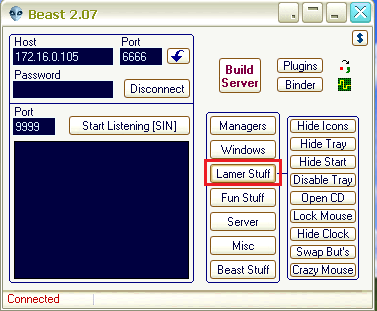 Beast 2.07
Host
Port
172.16.0.105
6666
Password
Disconnect
Port
9999
Start Listening [SIN]
Connected
$
Build
Server
Plugins
Binder
Managers
Windows
Lamer Stuff
Fun Stuff
Server
Misc
Beast Stuff
Hide Icons
Hide Tray
Hide Start
Disable Tray
Open CD
Lock Mouse
Hide Clock
Swap But's
Crazy Mouse